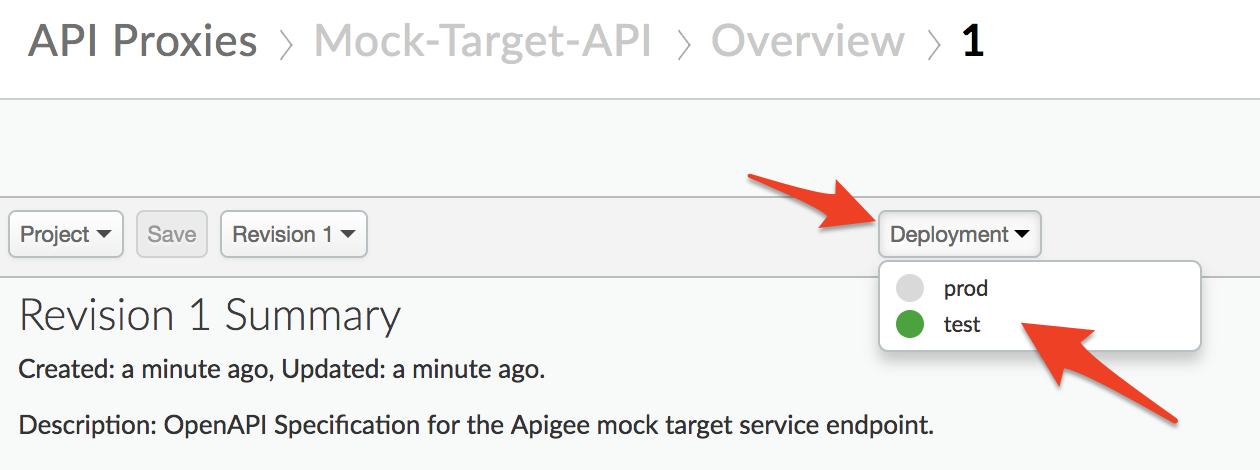 API Proxies > Mock-Target-API > Overview > 1
Project Save Revision 1 Deployment
prod
test
Revision 1 Summary
Created: a minute ago, Updated: a minute ago.
Description: OpenAPI Specification for the Apigee mock target service endpoint.